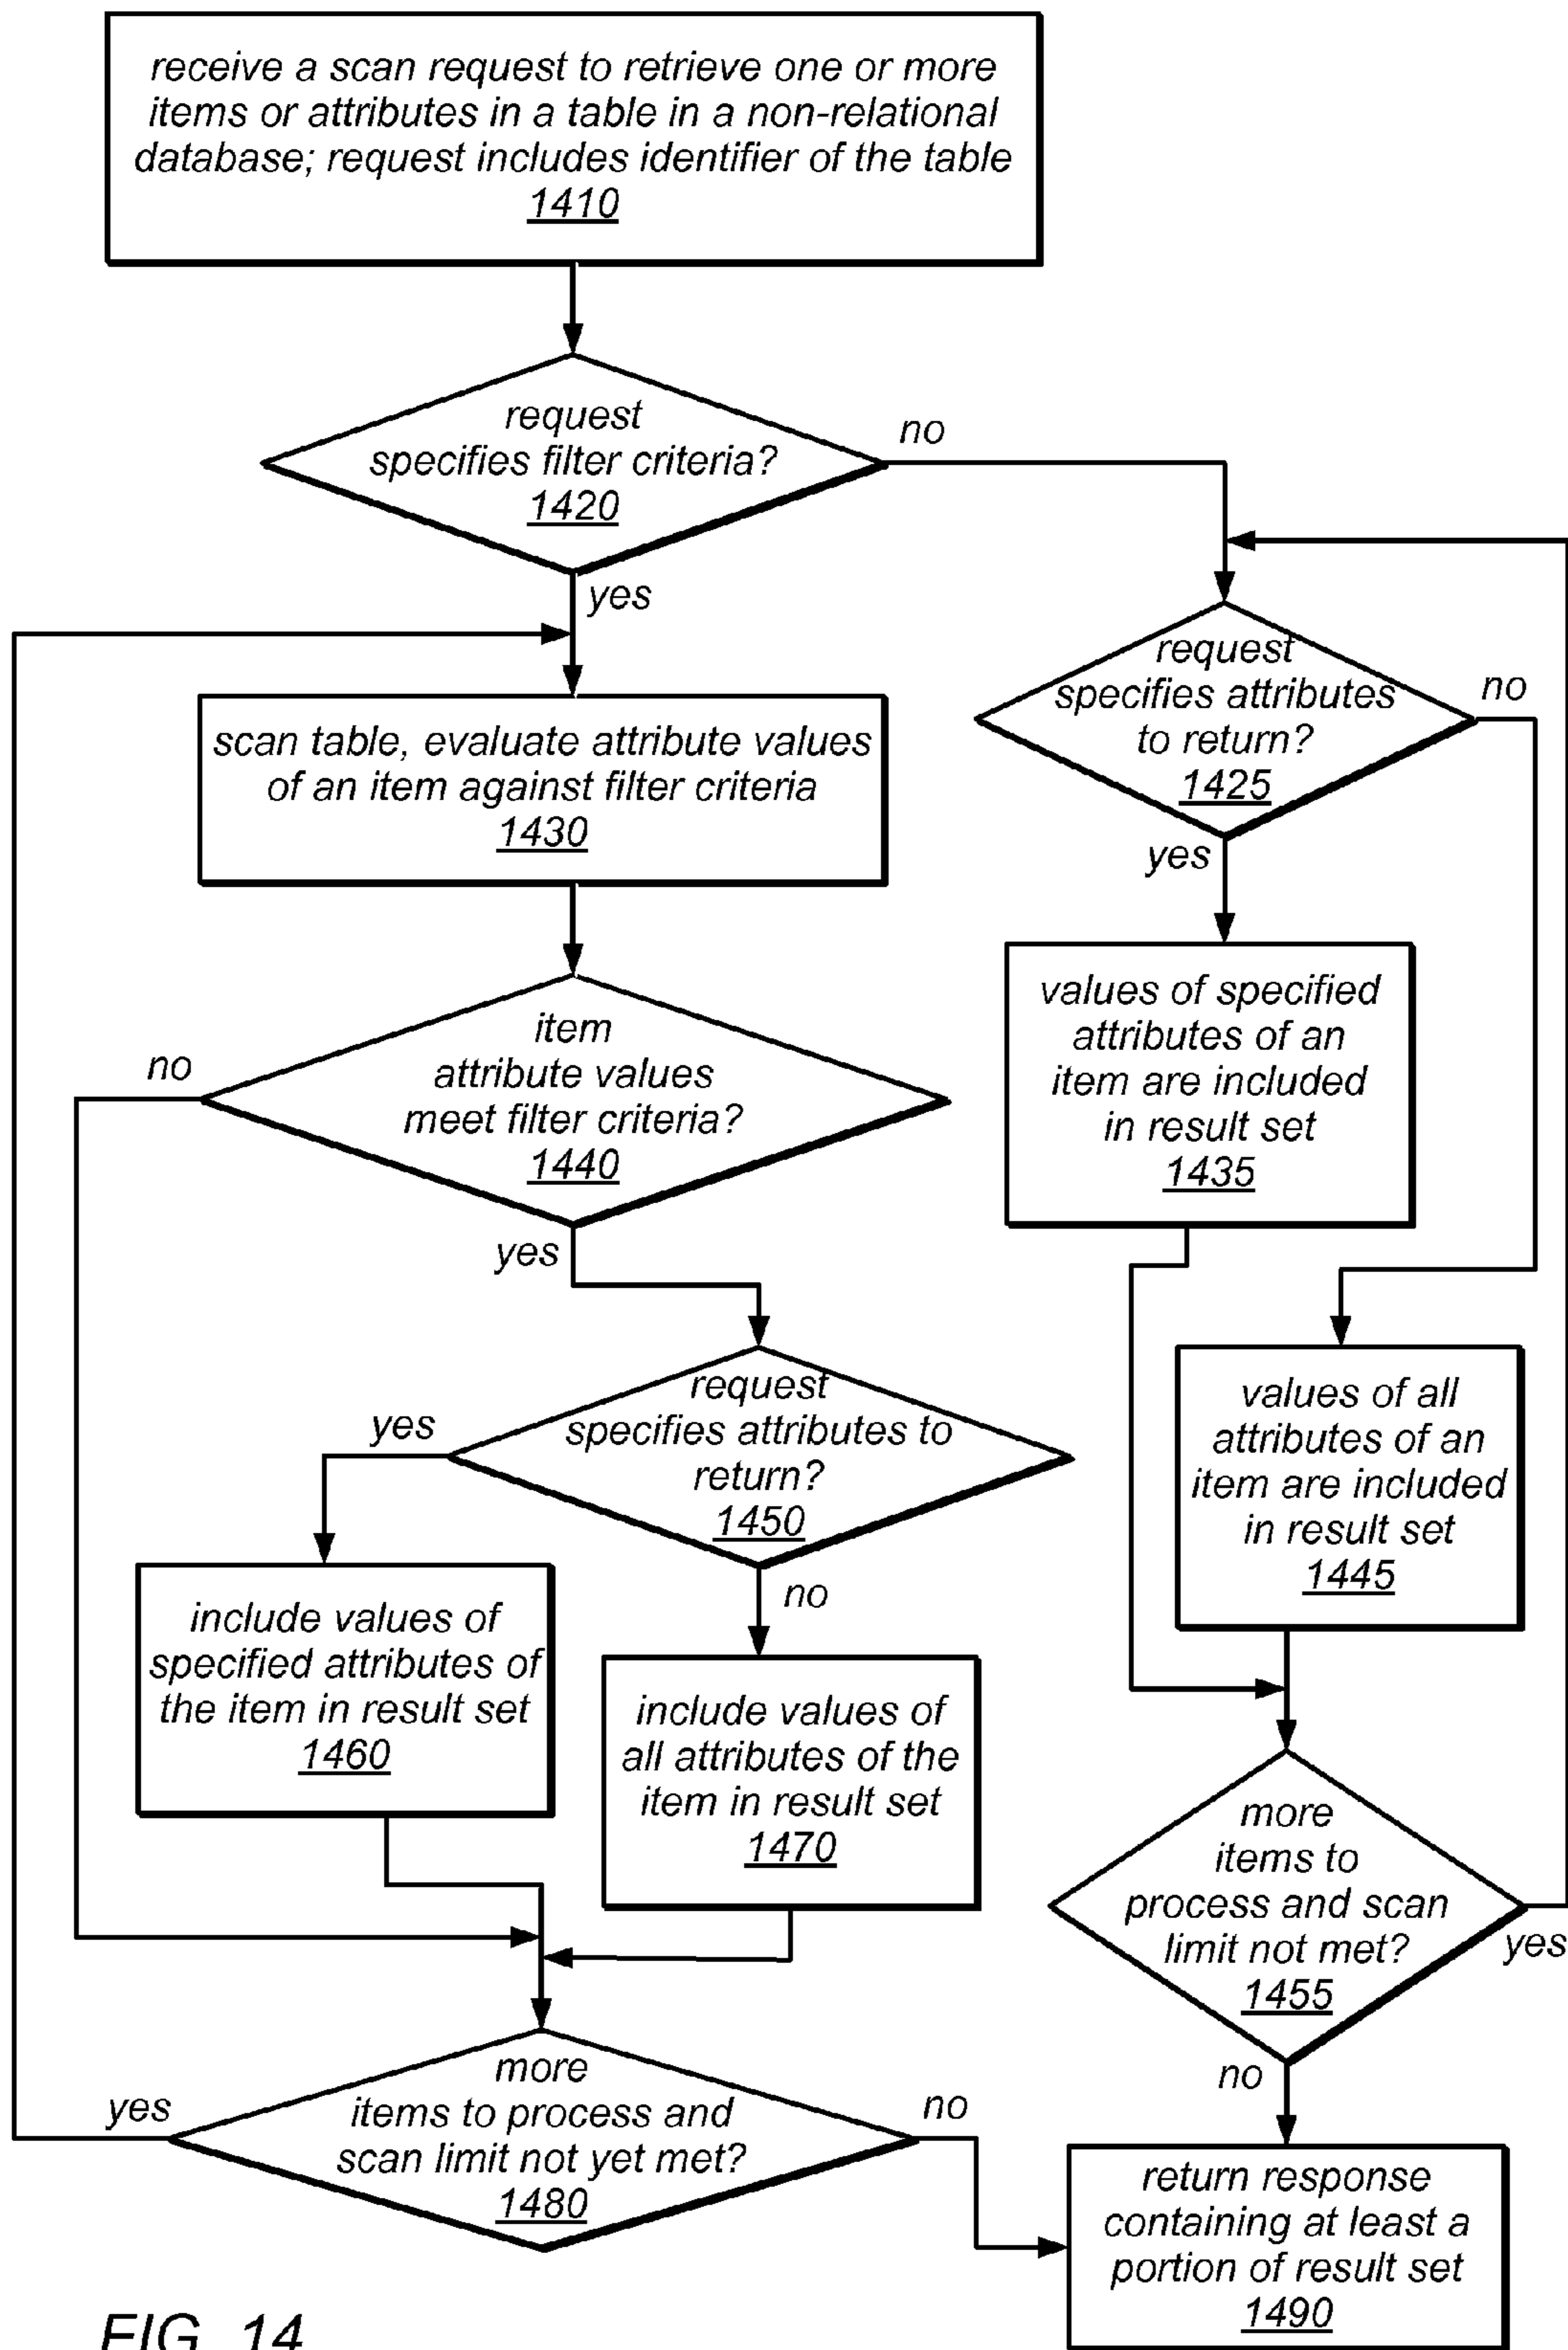 receive a scan request to retrieve one or more
items or attributes in a table in a non-relational
database; request includes identifier of the table
1410
request
specifies filter criteria?
1420
no
yes
request
specifies attributes
to return?
1425
no
yes
scan table, evaluate attribute values
of an item against filter criteria
1430
values of specified
attributes of an
item are included
in result set
1435
item
attribute values
meet filter criteria?
1440
no
yes
request
specifies attributes to
return?
1450
yes
no
values of all
attributes of an
item are included
in result set
1445
include values of
specified attributes of
the item in result set
1460
include values of
all attributes of the
item in result set
1470
more
items to
process and scan
limit not met?
1455
yes
no
more
items to process and
scan limit not yet met?
1480
yes
no
return response
containing at least a
portion of result set
1490
FIG. 14